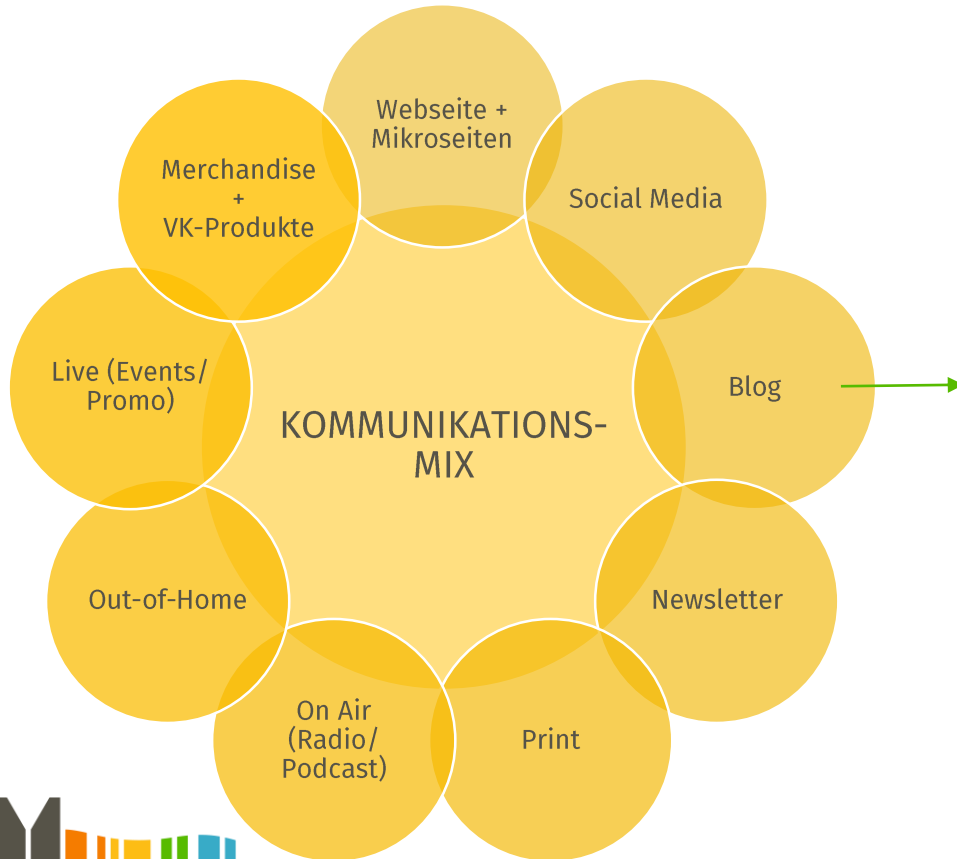 Webseite +
Mikroseiten
Social Media
Blog
Newsletter
Print
On Air
(Radio/
Podcast)
Out-of-Home
Live (Events/
Promo)
Merchandise
+
VK-Produkte
KOMMUNIKATIONS-
MIX